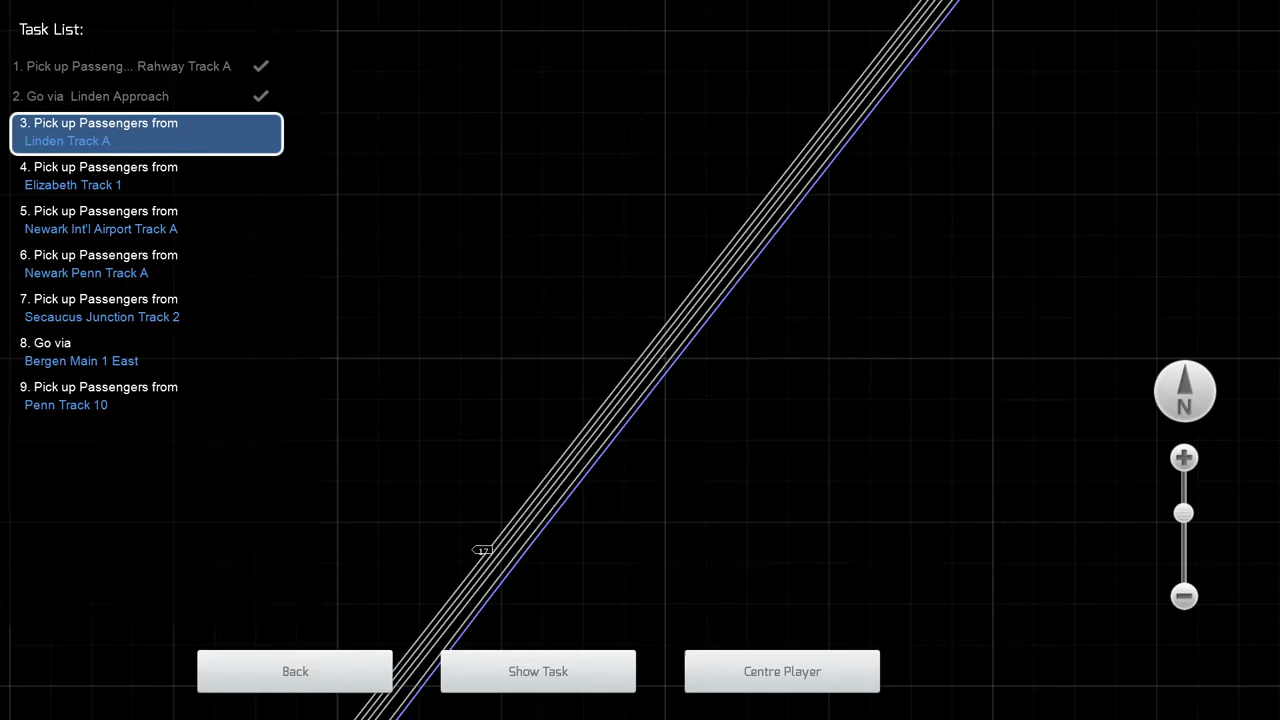 Task List:
1. Pick up Passeng... Rahway Track A
2. Go via Linden Approach
3. Pick up Passengers from
Linden Track A
4. Pick up Passengers from
Elizabeth Track 1
5. Pick up Passengers from
Newark Int'l Airport Track A
6. Pick up Passengers from
Newark Penn Track A
7. Pick up Passengers from
Secaucus Junction Track 2
8. Go via
Bergen Main 1 East
9. Pick up Passengers from
Penn Track 10
N
17
Back
Show Task
Centre Player